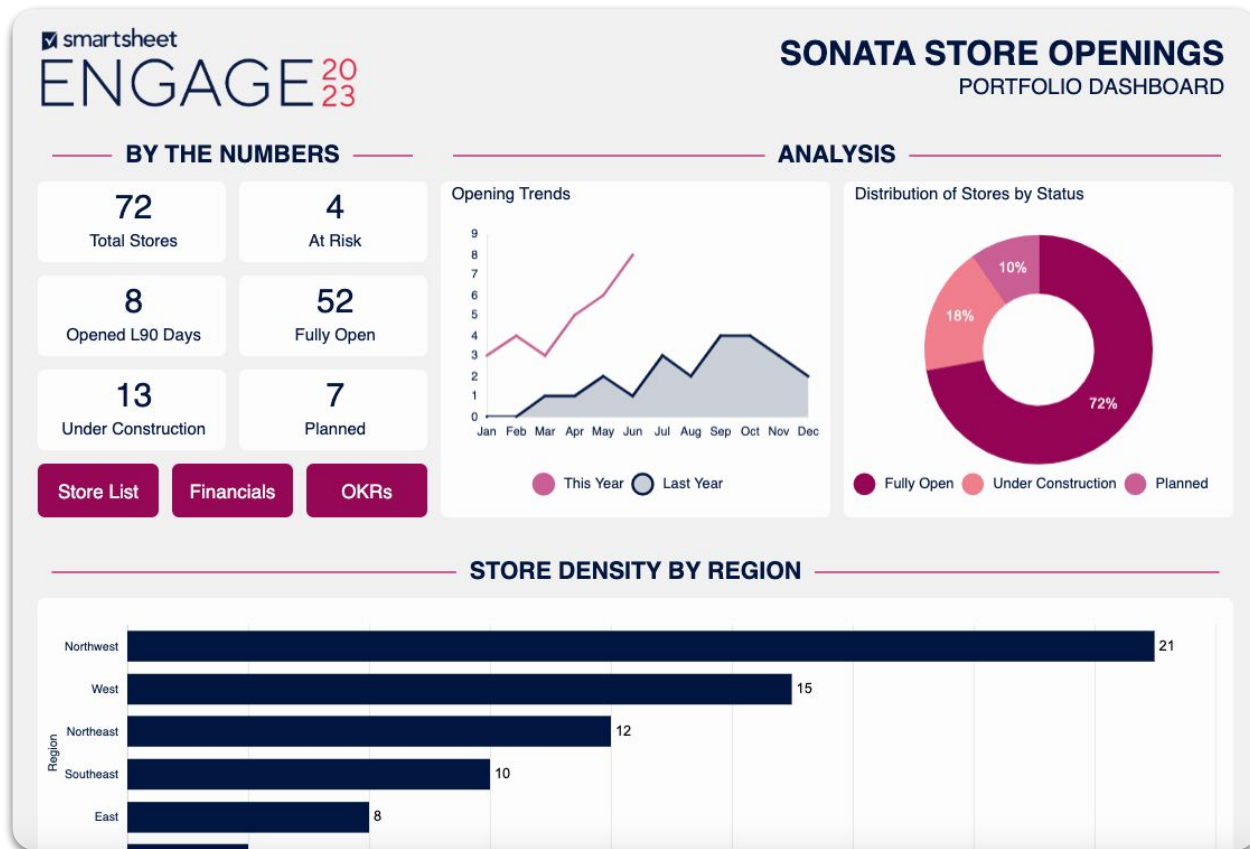 smartsheet
ENGAGE 20
23
SONATA STORE OPENINGS
PORTFOLIO DASHBOARD
BY THE NUMBERS
72
Total Stores
4
At Risk
8
Opened L90 Days
52
Fully Open
13
Under Construction
7
Planned
Store List
Financials
OKRs
ANALYSIS
Opening Trends
9
8
7
6
5
4
3
2
1
0
Jan Feb Mar Apr May Jun Jul Aug Sep Oct Nov Dec
This Year Last Year
Distribution of Stores by Status
10%
18%
72%
Fully Open Under Construction Planned
STORE DENSITY BY REGION
Region
Northwest 21
West 15
Northeast 12
Southeast 10
East 8